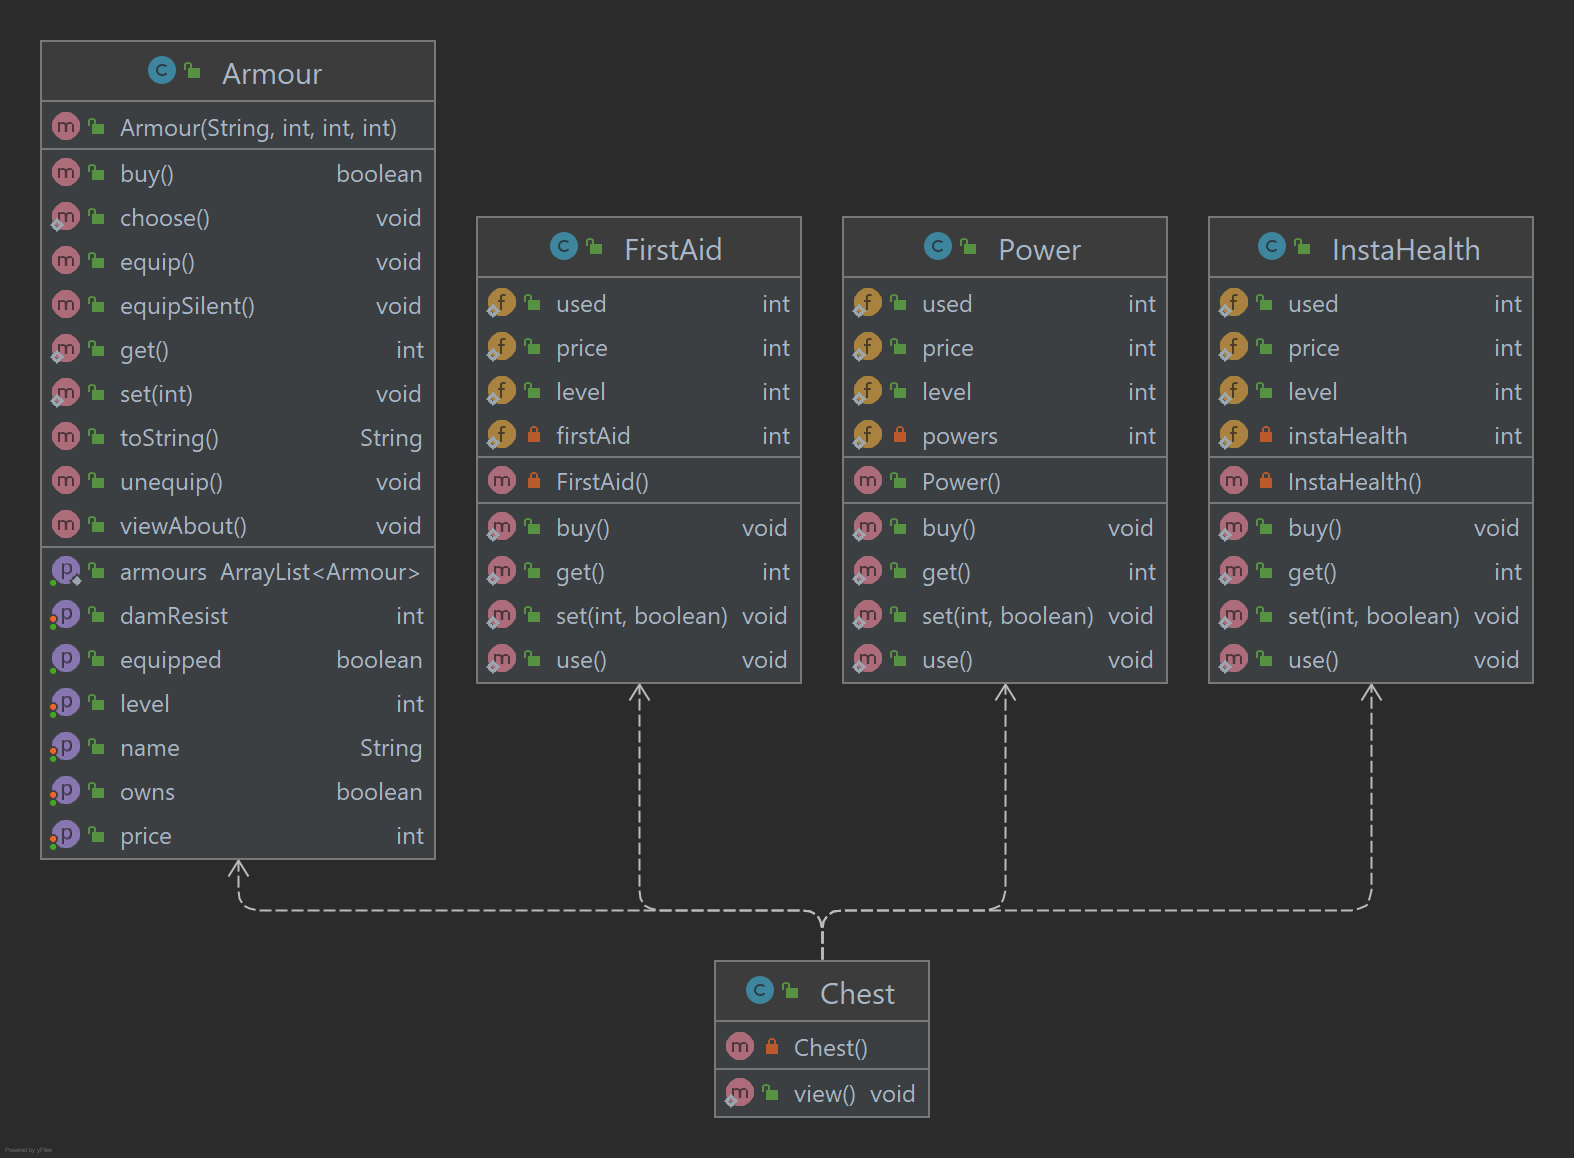 Armour
Armour(String, int, int, int)
buy() boolean
choose() void
equip() void
equipSilent() void
get() int
set(int) void
toString() String
unequip() void
viewAbout() void
armours ArrayList<Armour>
damResist int
equipped boolean
level int
name String
owns boolean
price int
FirstAid
used int
price int
level int
firstAid int
FirstAid()
buy() void
get() int
set(int, boolean) void
use() void
Power
used int
price int
level int
powers int
Power()
buy() void
get() int
set(int, boolean) void
use() void
InstaHealth
used int
price int
level int
instaHealth int
InstaHealth()
buy() void
get() int
set(int, boolean) void
use() void
Chest
Chest()
view() void
Powered by yFiles